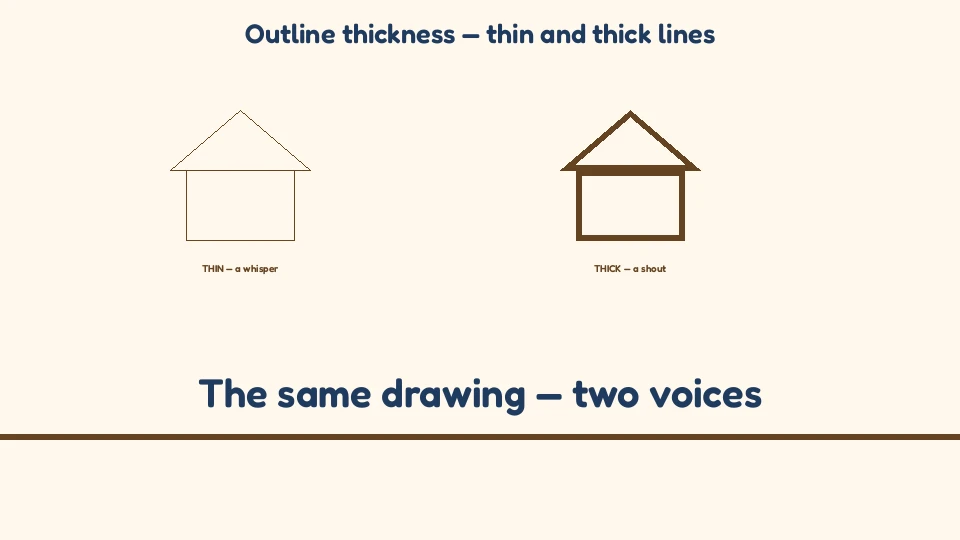 Outline thickness — thin and thick lines
THIN — a whisper
THICK — a shout
The same drawing — two voices